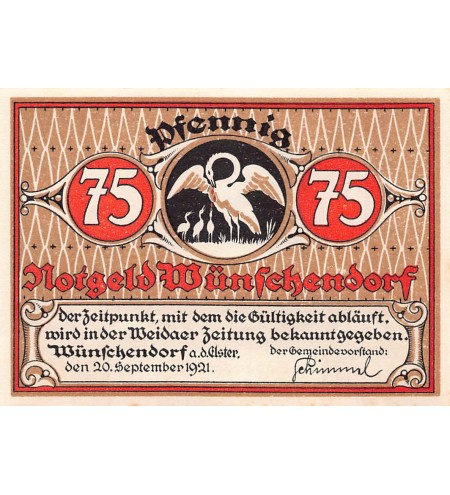 Pfennig
75 75
Notgeld Wünschendorf
Der Zeitpunkt, mit dem die Gültigkeit abläuft,
wird in der Weidaer Zeitung bekanntgegeben.
Wünschendorf a.d. Elster, der Gemeindevorstand:
den 20. September 1921. Schimmel